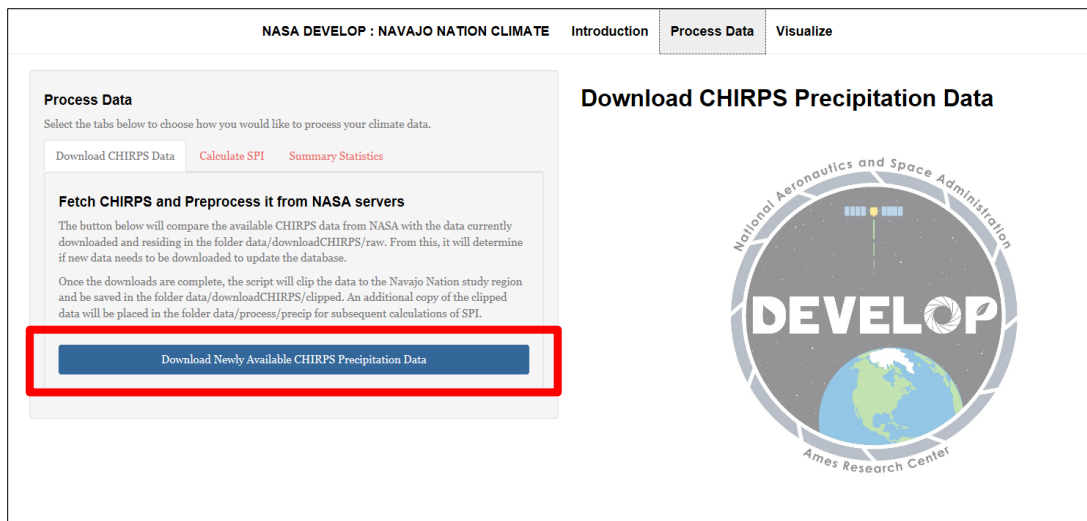 NASA DEVELOP : NAVAJO NATION CLIMATE Introduction Process Data Visualize
Process Data
Select the tabs below to choose how you would like to process your climate data.
Download CHIRPS Data Calculate SPI Summary Statistics
Fetch CHIRPS and Preprocess it from NASA servers
The button below will compare the available CHIRPS data from NASA with the data currently
downloaded and residing in the folder data/downloadCHIRPS/raw. From this, it will determine
if new data needs to be downloaded to update the database.
Once the downloads are complete, the script will clip the data to the Navajo Nation study region
and be saved in the folder data/downloadCHIRPS/clipped. An additional copy of the clipped
data will be placed in the folder data/process/precip for subsequent calculations of SPI.
Download Newly Available CHIRPS Precipitation Data
Download CHIRPS Precipitation Data
National Aeronautics and Space Administration
DEVELOP
Ames Research Center